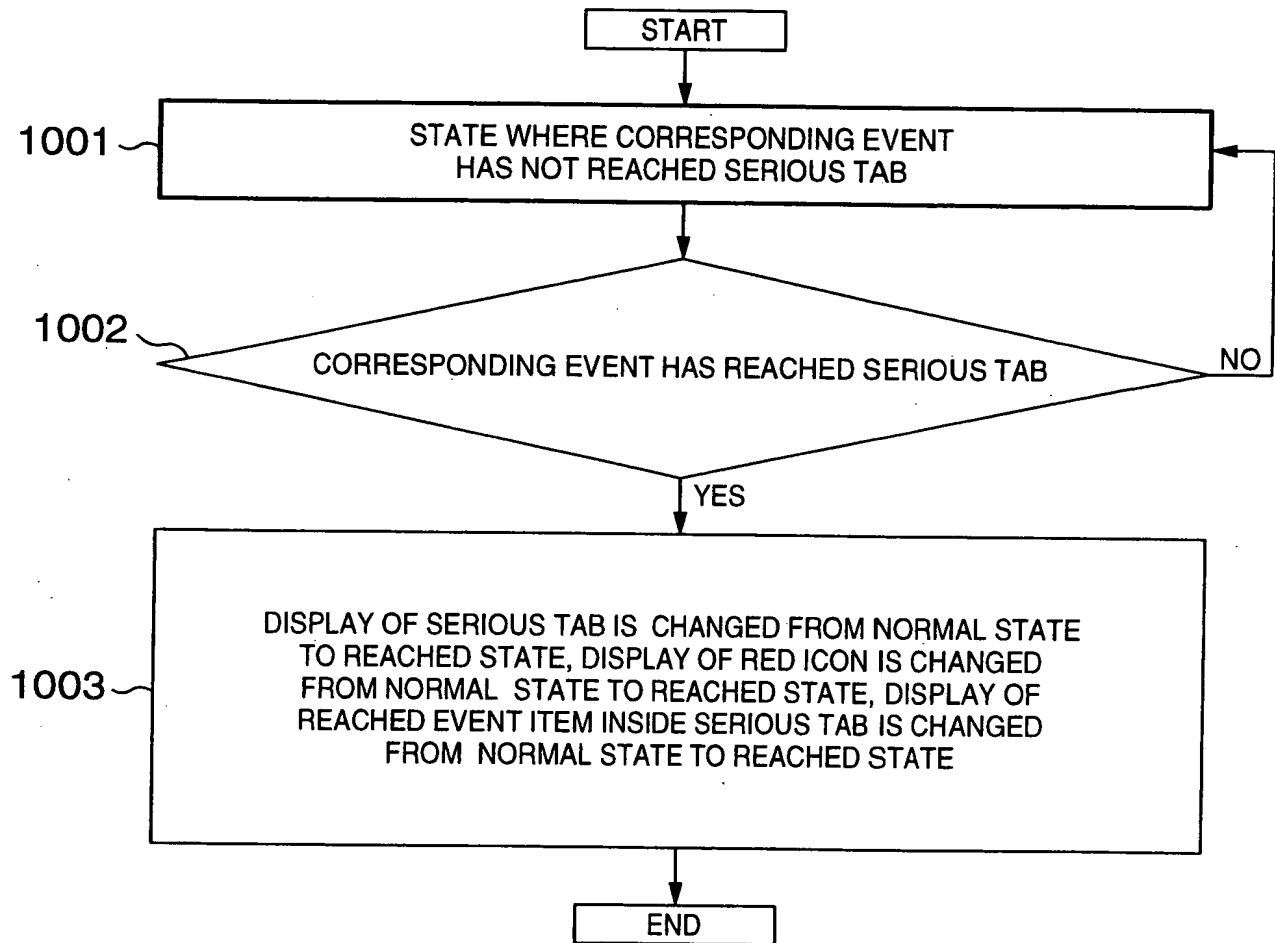 START
1001
STATE WHERE CORRESPONDING EVENT
HAS NOT REACHED SERIOUS TAB
1002
CORRESPONDING EVENT HAS REACHED SERIOUS TAB
NO
YES
1003
DISPLAY OF SERIOUS TAB IS CHANGED FROM NORMAL STATE
TO REACHED STATE, DISPLAY OF RED ICON IS CHANGED
FROM NORMAL STATE TO REACHED STATE, DISPLAY OF
REACHED EVENT ITEM INSIDE SERIOUS TAB IS CHANGED
FROM NORMAL STATE TO REACHED STATE
END